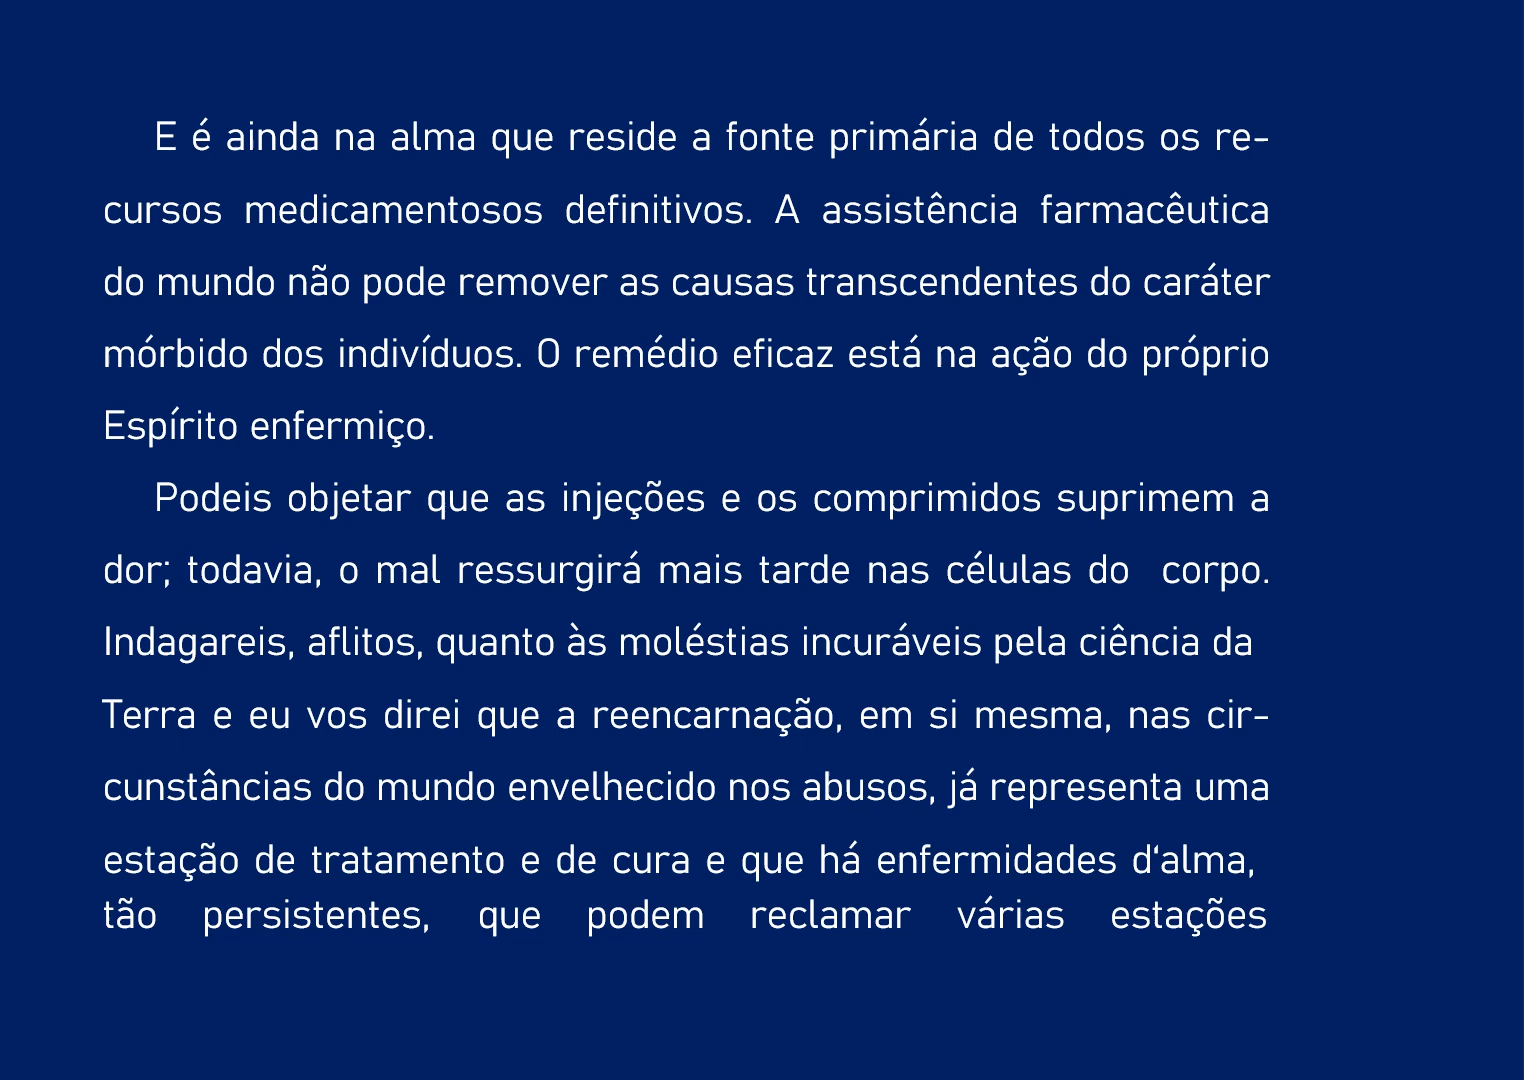 E é ainda na alma que reside a fonte primária de todos os re-
cursos medicamentosos definitivos. A assistência farmacêutica
do mundo não pode remover as causas transcendentes do caráter
mórbido dos indivíduos. O remédio eficaz está na ação do próprio
Espírito enfermiço.
Podeis objetar que as injeções e os comprimidos suprimem a
dor; todavia, o mal ressurgirá mais tarde nas células do corpo.
Indagareis, aflitos, quanto às moléstias incuráveis pela ciência da
Terra e eu vos direi que a reencarnação, em si mesma, nas cir-
cunstâncias do mundo envelhecido nos abusos, já representa uma
estação de tratamento e de cura e que há enfermidades d‘alma,
tão persistentes, que podem reclamar várias estações